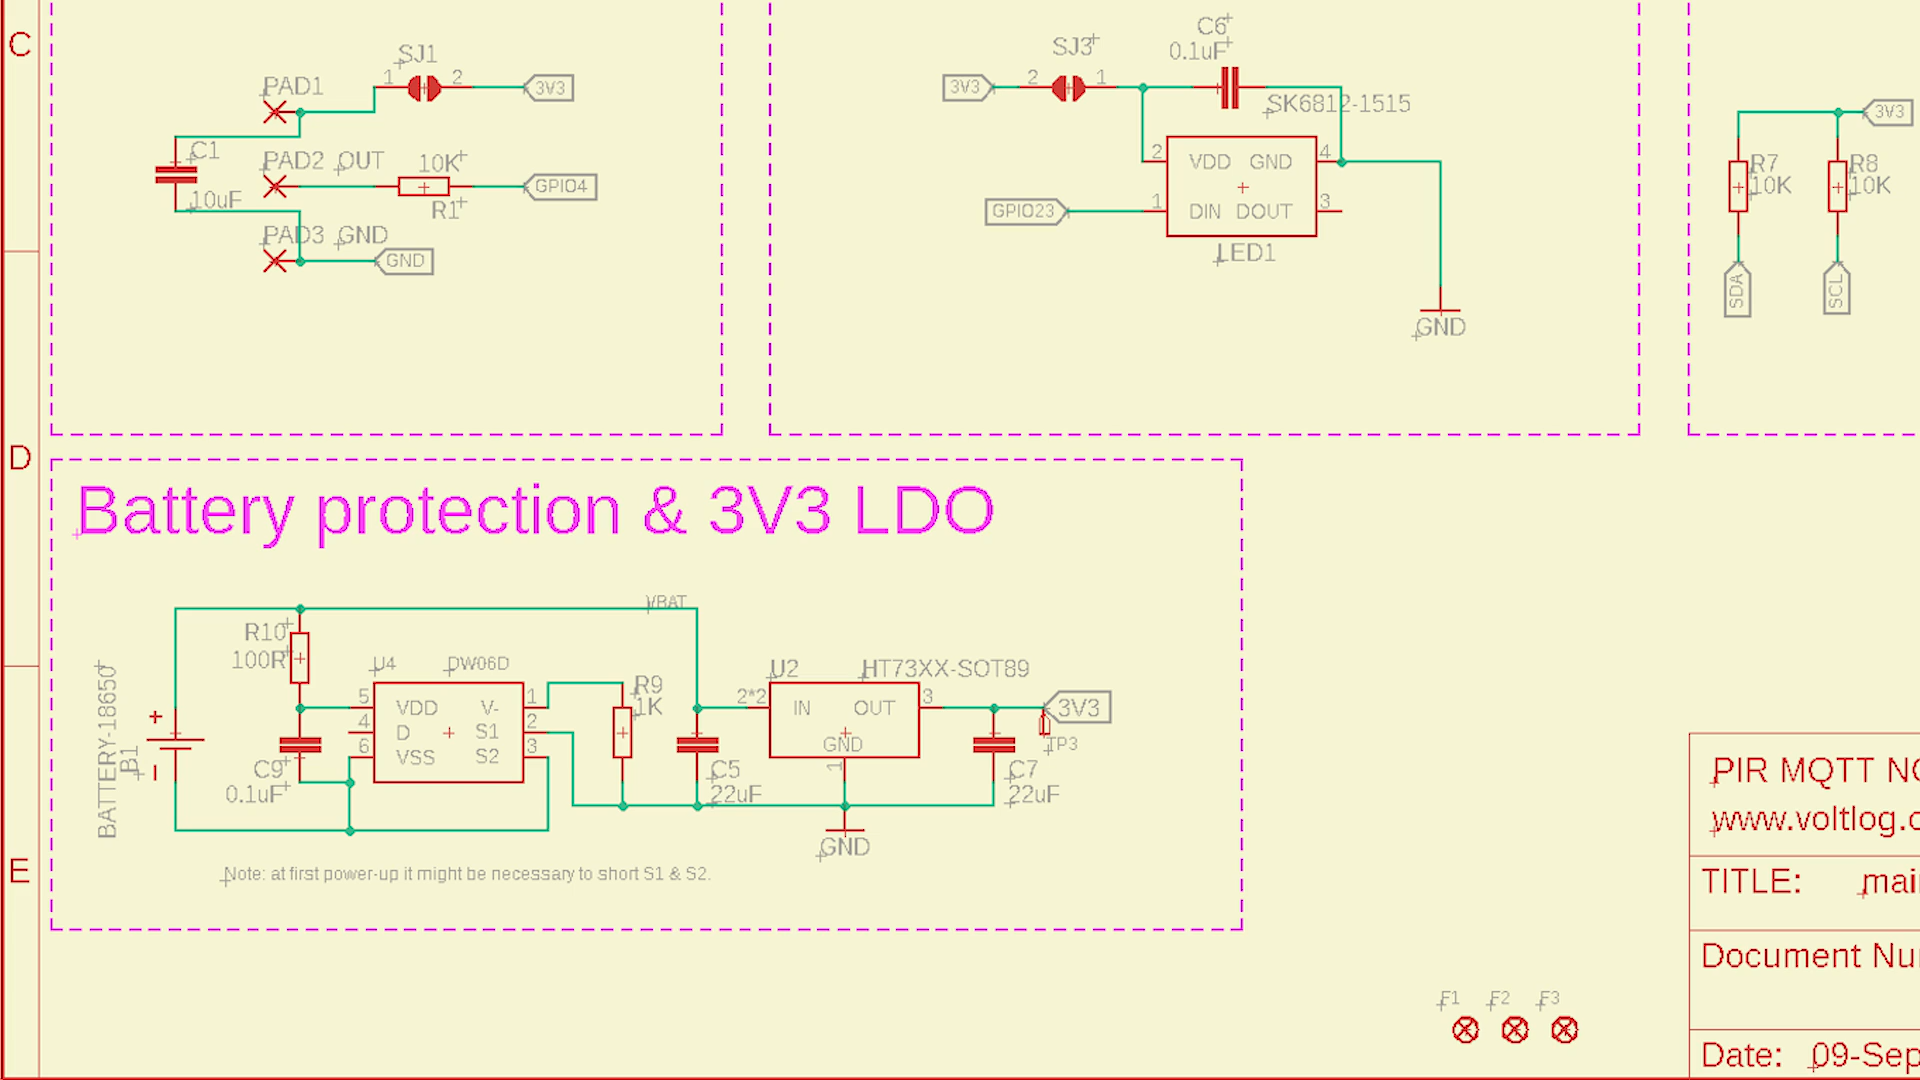 C
SJ1
1
2
3V3
PAD1
C1
10uF
PAD2
OUT
10K
R1
GPIO4
PAD3
GND
GND
C6
0.1uF
SJ3
3V3
2
1
SK6812-1515
2
VDD
GND
4
GPIO23
1
DIN
DOUT
3
LED1
GND
3V3
R7
10K
R8
10K
SDA
SCL
D
Battery protection & 3V3 LDO
VBAT
R10
100R
U4
DW06D
BATTERY-18650
B1
+
-
5
VDD
V-
1
4
D
S1
2
6
VSS
S2
3
C9
0.1uF
R9
1K
C5
22uF
U2
HT73XX-SOT89
2*2
IN
OUT
3
GND
1
3V3
TP3
C7
22uF
GND
E
Note: at first power-up it might be necessary to short S1 & S2.
F1
F2
F3
PIR MQTT
www.voltlog.
TITLE:
Document
Date: 09-Sep